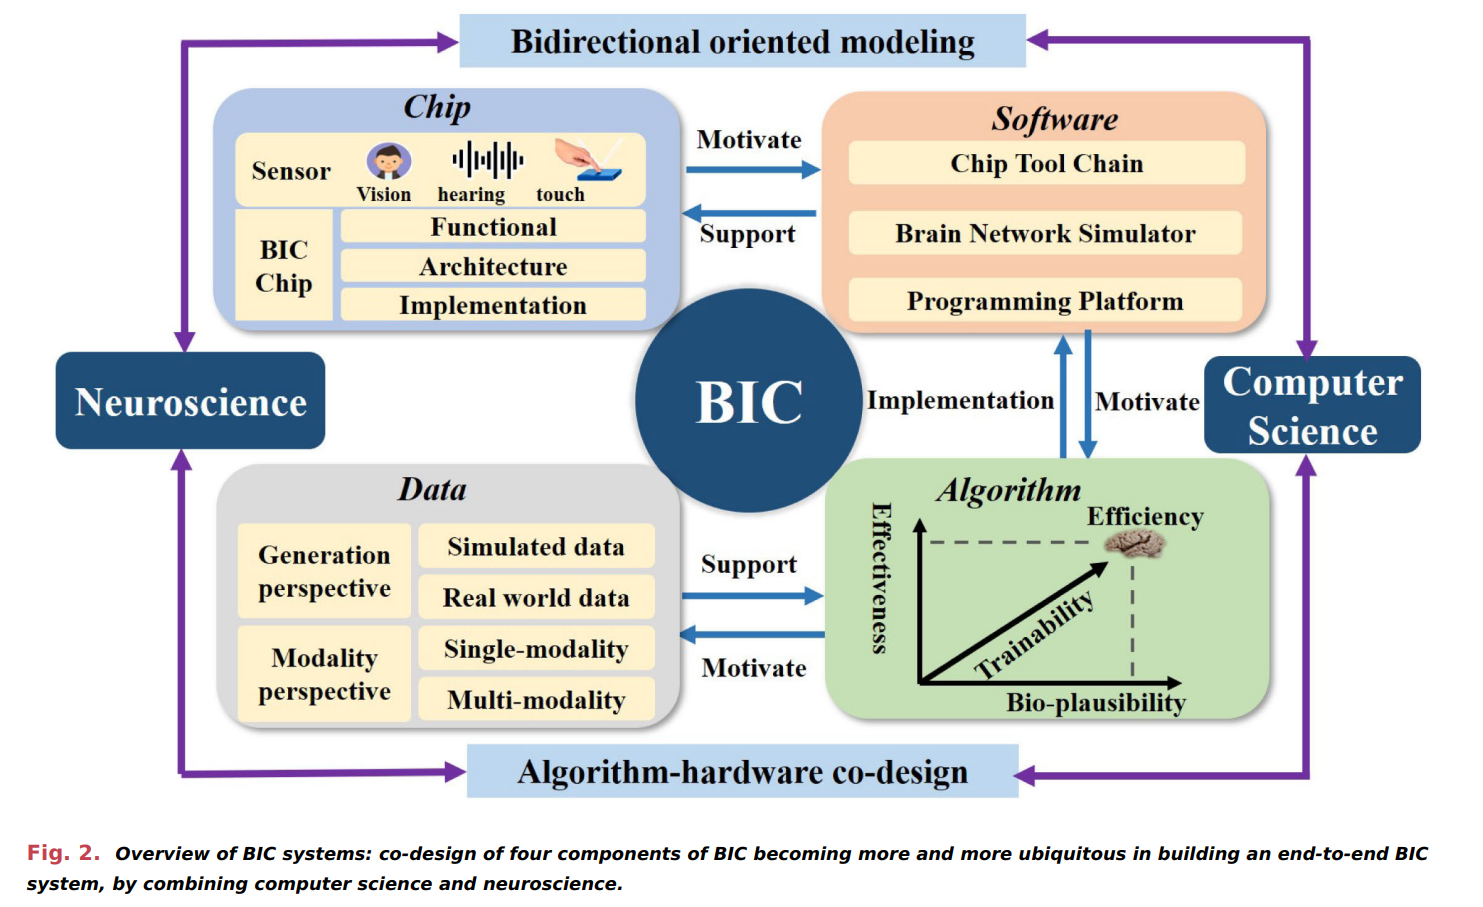 Bidirectional oriented modeling
Chip
Sensor
Vision
hearing
touch
BIC
Chip
Functional
Architecture
Implementation
Motivate
Support
Software
Chip Tool Chain
Brain Network Simulator
Programming Platform
Neuroscience
BIC
Implementation
Motivate
Computer
Science
Data
Generation
perspective
Simulated data
Real world data
Modality
perspective
Single-modality
Multi-modality
Support
Motivate
Algorithm
Effectiveness
Efficiency
Trainability
Bio-plausibility
Algorithm-hardware co-design
Fig. 2. Overview of BIC systems: co-design of four components of BIC becoming more and more ubiquitous in building an end-to-end BIC
system, by combining computer science and neuroscience.